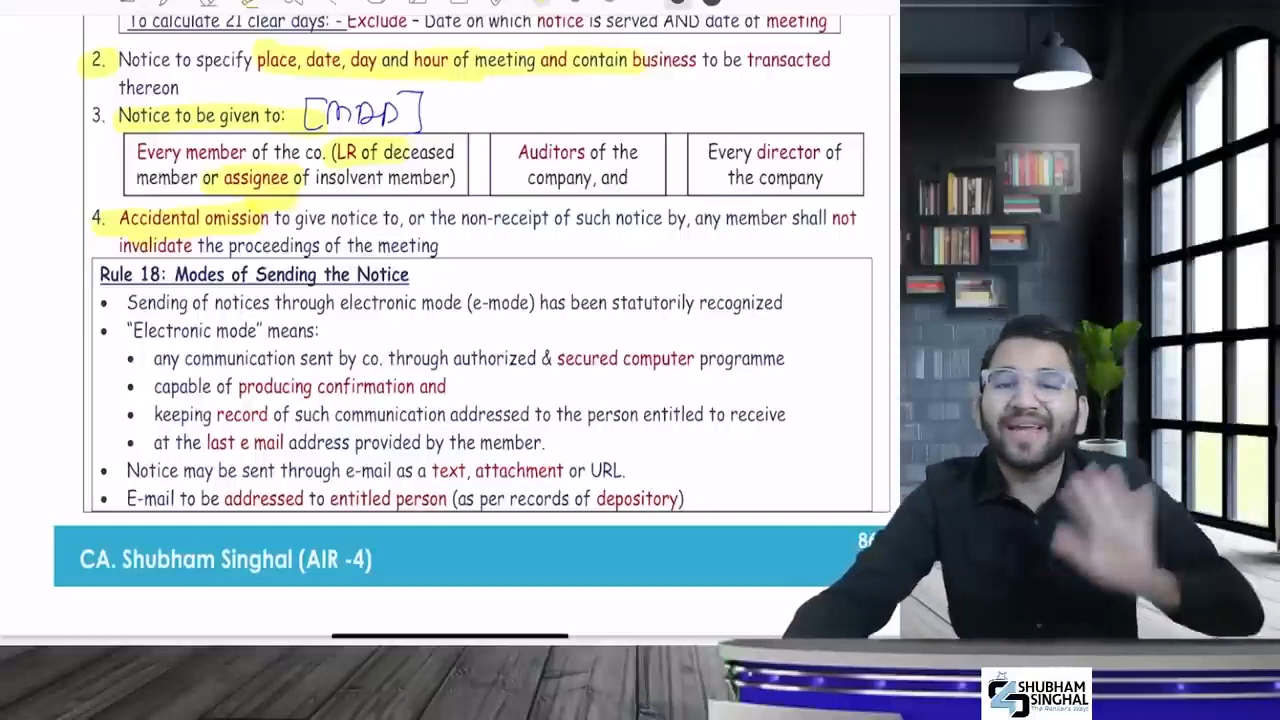 To calculate 21 clear days: - Exclude – Date on which notice is served AND date of meeting
2. Notice to specify place, date, day and hour of meeting and contain business to be transacted
thereon
3. Notice to be given to:
Every member of the co. (LR of deceased
member or assignee of insolvent member)
Auditors of the
company, and
Every director of
the company
4. Accidental omission to give notice to, or the non-receipt of such notice by, any member shall not
invalidate the proceedings of the meeting
Rule 18: Modes of Sending the Notice
• Sending of notices through electronic mode (e-mode) has been statutorily recognized
• “Electronic mode” means:
• any communication sent by co. through authorized & secured computer programme
• capable of producing confirmation and
• keeping record of such communication addressed to the person entitled to receive
• at the last e mail address provided by the member.
• Notice may be sent through e-mail as a text, attachment or URL.
• E-mail to be addressed to entitled person (as per records of depository)
CA. Shubham Singhal (AIR -4)
SHUBHAM
SINGHAL
The Ranker's Way!